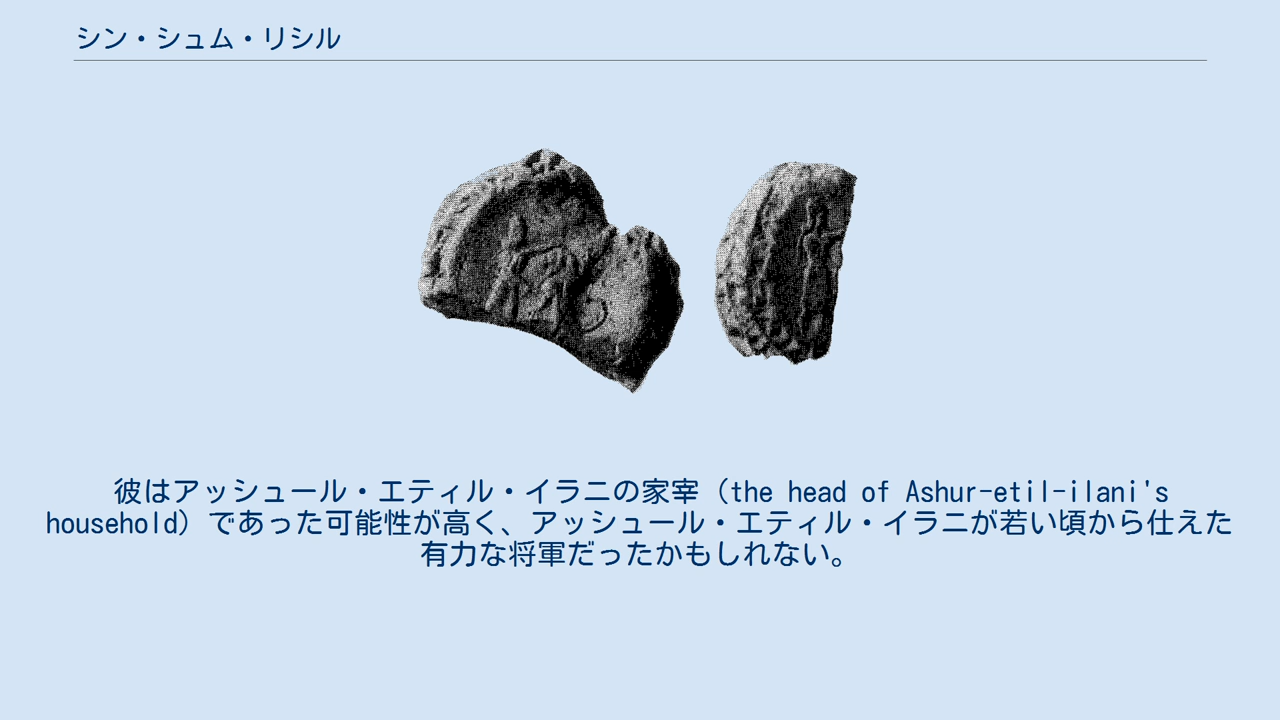 シン・シュム・リシル
彼はアッシュール・エティル・イラニの家宰（the head of Ashur-etil-ilani's
household）であった可能性が高く、アッシュール・エティル・イラニが若い頃から仕えた
有力な将軍だったかもしれない。